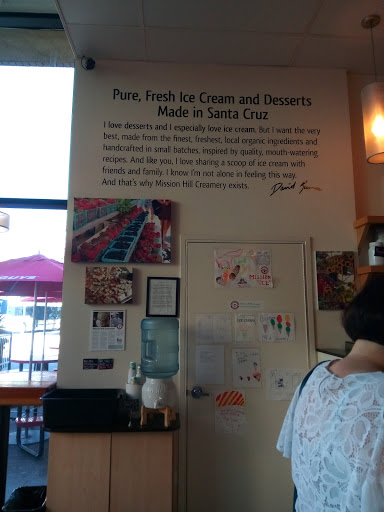 Pure, Fresh Ice Cream and Desserts
Made in Santa Cruz
I love desserts and I especially love ice cream. But I want the very
best, made from the finest, freshest, local organic ingredients and
handcrafted in small batches, inspired by quality, mouth-watering
recipes. And like you, I love sharing a scoop of ice cream with
friends and family. I know I'm not alone in feeling this way.
And that's why Mission Hill Creamery exists.
David
MISSION